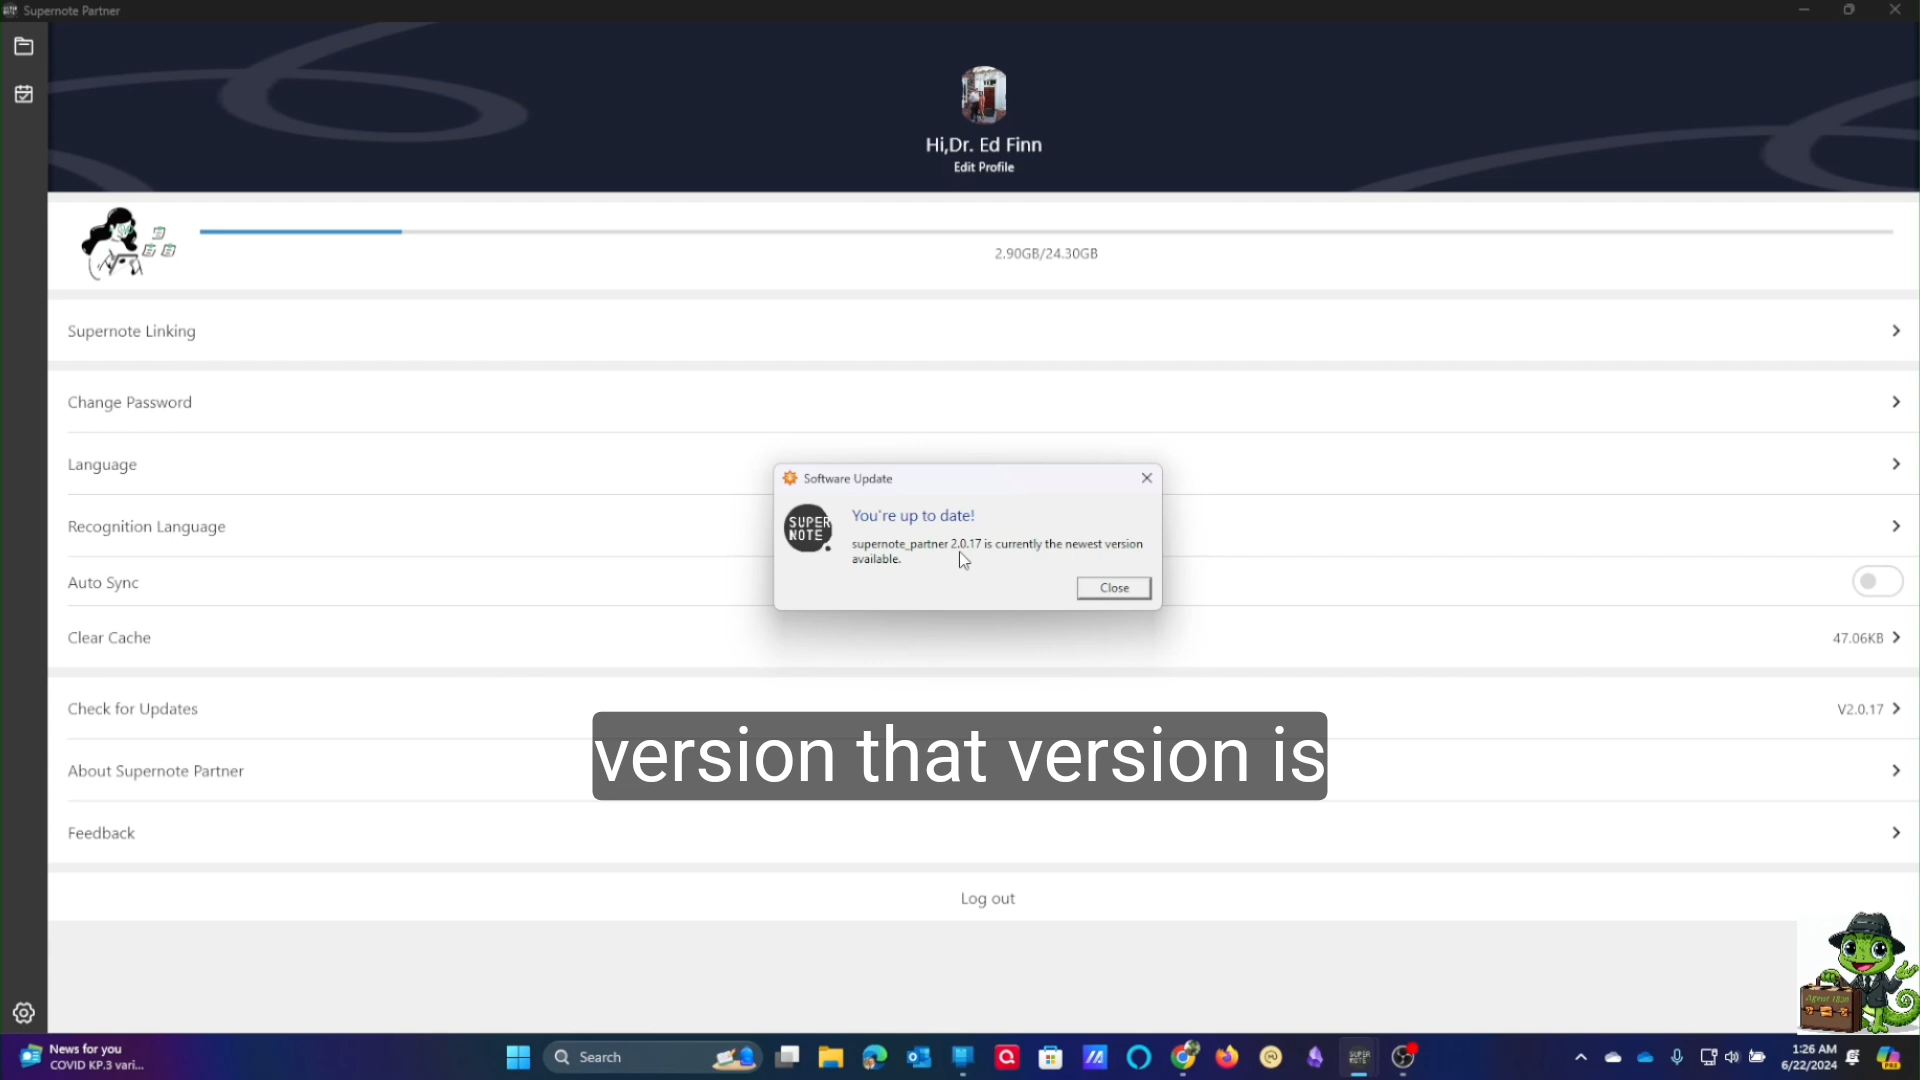 Supernote Partner
Hi,Dr. Ed Finn
Edit Profile
2.90GB/24.30GB
Supernote Linking
Change Password
Language
Recognition Language
Auto Sync
Clear Cache
47.06KB
Software Update
SUPER
NOTE
You're up to date!
supernote_partner 2.0.17 is currently the newest version
available.
Close
Check for Updates
V2.0.17
version that version is
About Supernote Partner
Feedback
Log out
News for you
COVID KP.3 vari...
Search
SUPER
NOTE
1:26 AM
6/22/2024